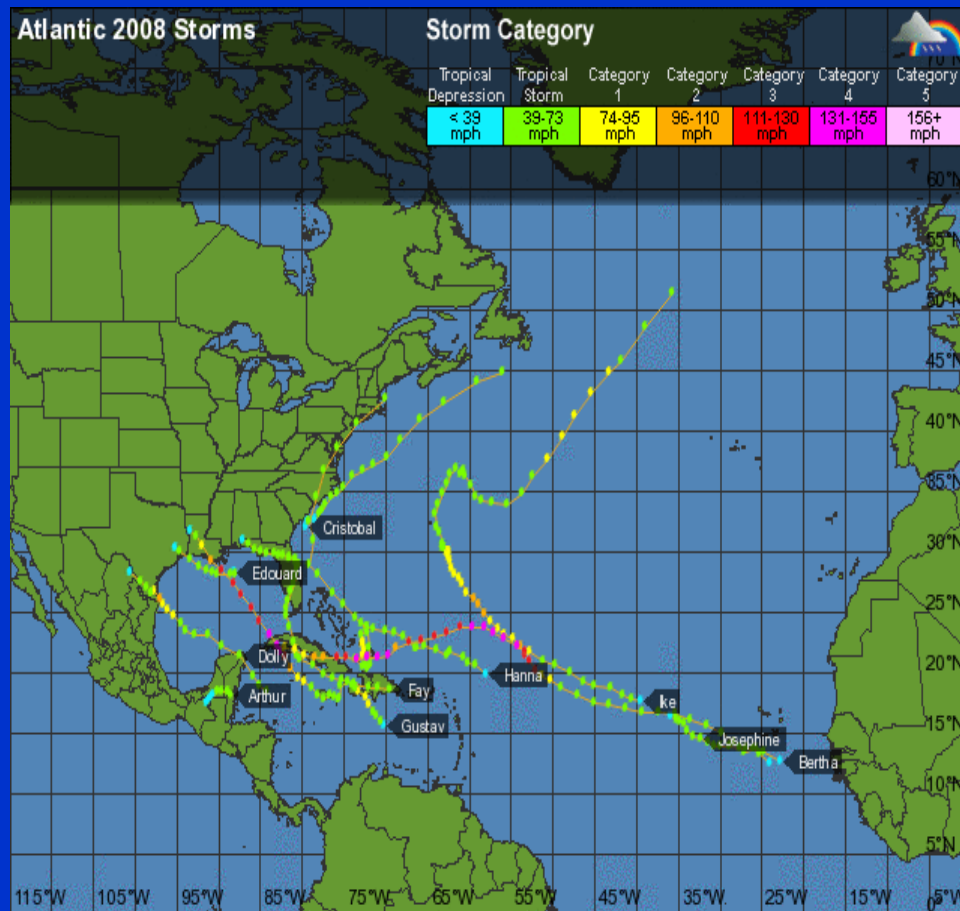 Atlantic 2008 Storms
Storm Category
Tropical Depression
Tropical Storm
Category 1
Category 2
Category 3
Category 4
Category 5
< 39 mph
39-73 mph
74-95 mph
96-110 mph
111-130 mph
131-155 mph
156+ mph
70°N
60°N
55°N
50°N
45°N
40°N
35°N
30°N
25°N
20°N
15°N
10°N
5°N
0°
Cristobal
Edouard
Dolly
Arthur
Fay
Gustav
Hanna
Ike
Josephine
Bertha
115°W 105°W 95°W 85°W 75°W 65°W 55°W 45°W 35°W 25°W 15°W 5°W